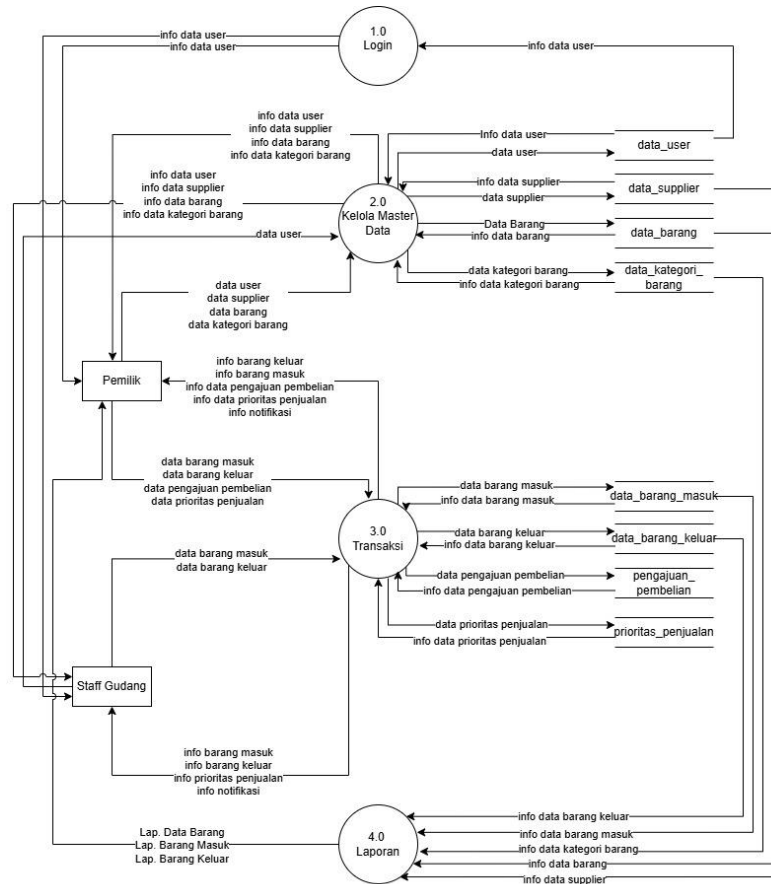 1.0
Login
info data user
info data user
info data user
info data user
info data supplier
info data barang
info data kategori barang
info data user
info data supplier
info data barang
info data kategori barang
data user
2.0
Kelola Master
Data
Info data user
data user
data_user
info data supplier
data supplier
data_supplier
Data Barang
info data barang
data_barang
data kategori barang
info data kategori barang
data_kategori_
barang
data user
data supplier
data barang
data kategori barang
Pemilik
info barang keluar
info barang masuk
info data pengajuan pembelian
info data prioritas penjualan
info notifikasi
data barang masuk
data barang keluar
data pengajuan pembelian
data prioritas penjualan
3.0
Transaksi
data barang masuk
info data barang masuk
data_barang_masuk
data barang keluar
info data barang keluar
data_barang_keluar
data pengajuan pembelian
info data pengajuan pembelian
pengajuan_
pembelian
data prioritas penjualan
info data prioritas penjualan
prioritas_penjualan
data barang masuk
data barang keluar
Staff Gudang
info barang masuk
info barang keluar
info prioritas penjualan
info notifikasi
Lap. Data Barang
Lap. Barang Masuk
Lap. Barang Keluar
4.0
Laporan
info data barang keluar
info data barang masuk
info data kategori barang
info data barang
info data supplier